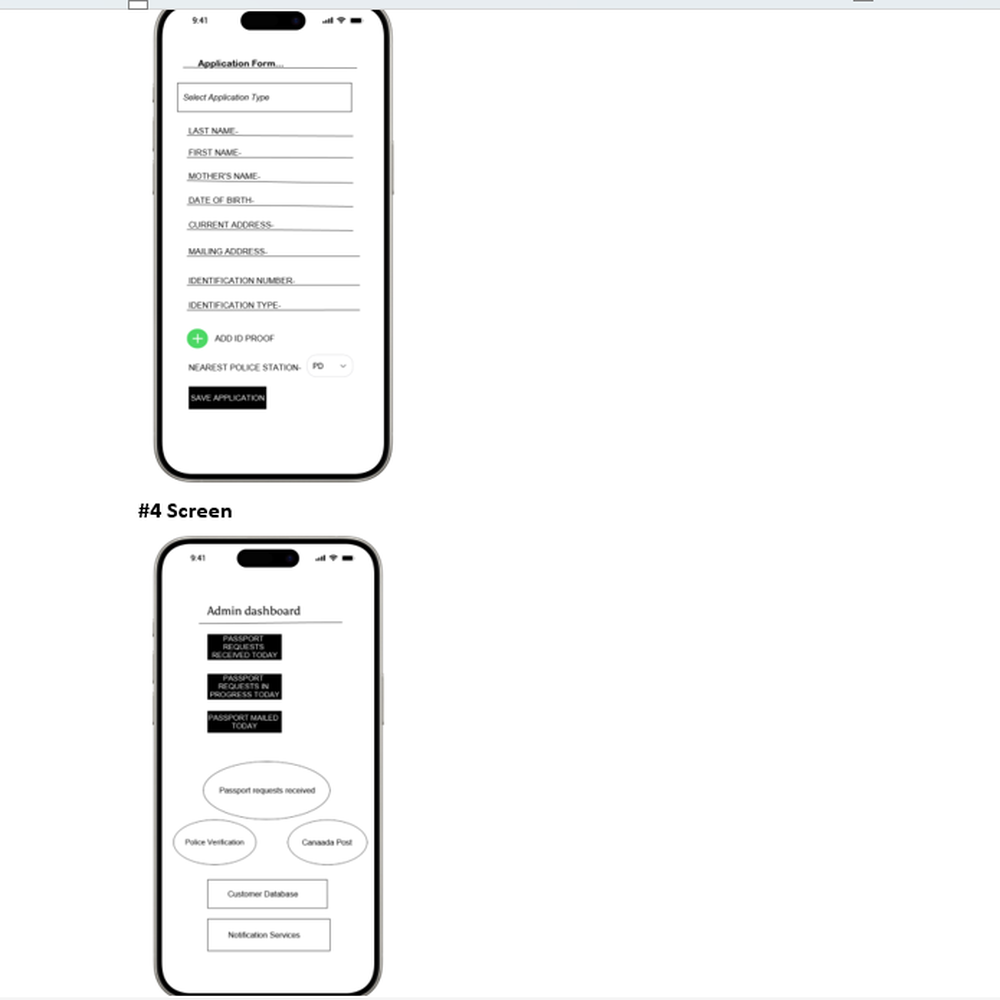 9:41
Application Form...
Select Application Type
LAST NAME-
FIRST NAME-
MOTHER'S NAME-
DATE OF BIRTH-
CURRENT ADDRESS-
MAILING ADDRESS-
IDENTIFICATION NUMBER-
IDENTIFICATION TYPE-
ADD ID PROOF
NEAREST POLICE STATION- PD
SAVE APPLICATION
#4 Screen
9:41
Admin dashboard
PASSPORT
REQUESTS
RECEIVED TODAY
PASSPORT
REQUESTS IN
PROGRESS TODAY
PASSPORT MAILED
TODAY
Passport requests received
Police Verification
Canaada Post
Customer Database
Notification Services